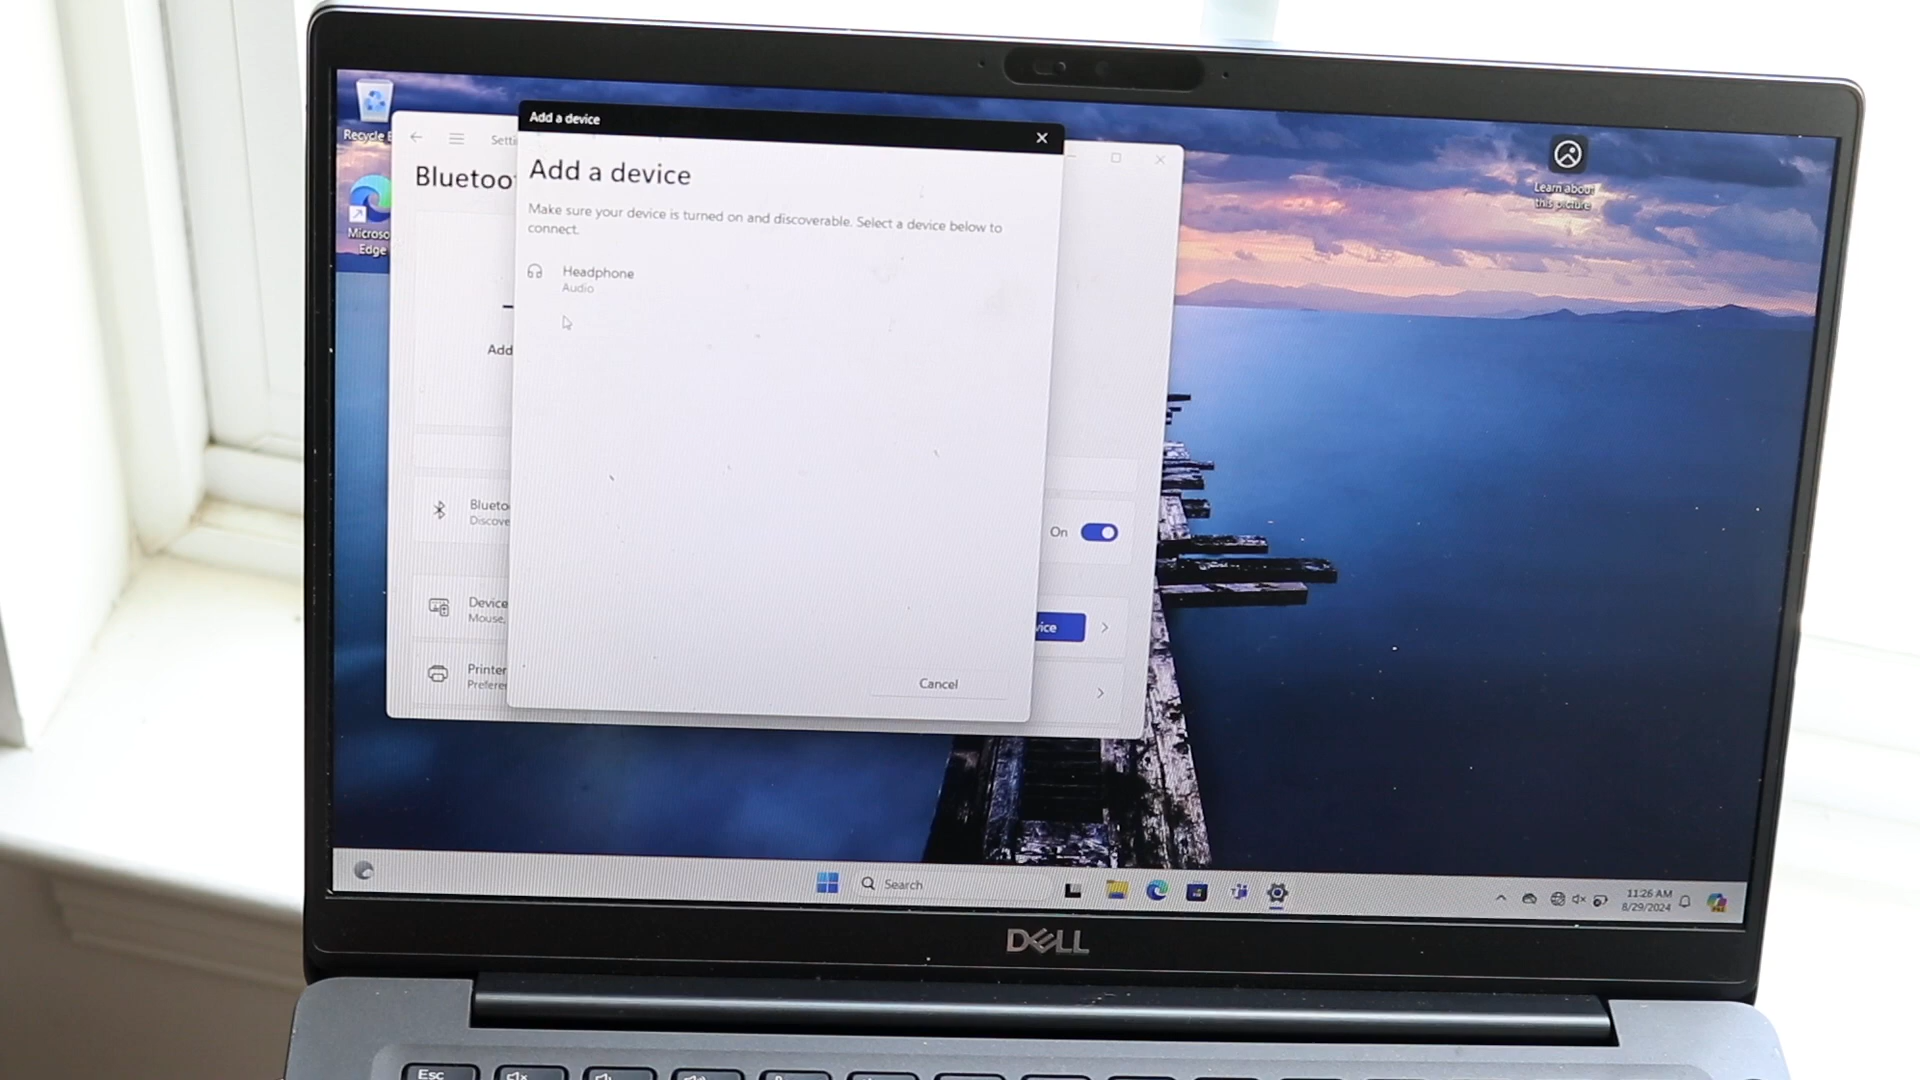 Recycle
Microso
Edge
Setti
Bluetoo
Add a device
Add a device
Make sure your device is turned on and discoverable. Select a device below to
connect.
Headphone
Audio
Add
Blueto
Discove
On
Device
Mouse,
vice
Printer
Prefere
Cancel
Learn about
this picture
Search
11:26 AM
8/29/2024
DELL
Esc